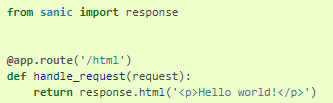 from sanic import response
@app.route('/html')
def handle_request(request):
    return response.html('<p>Hello world!</p>')